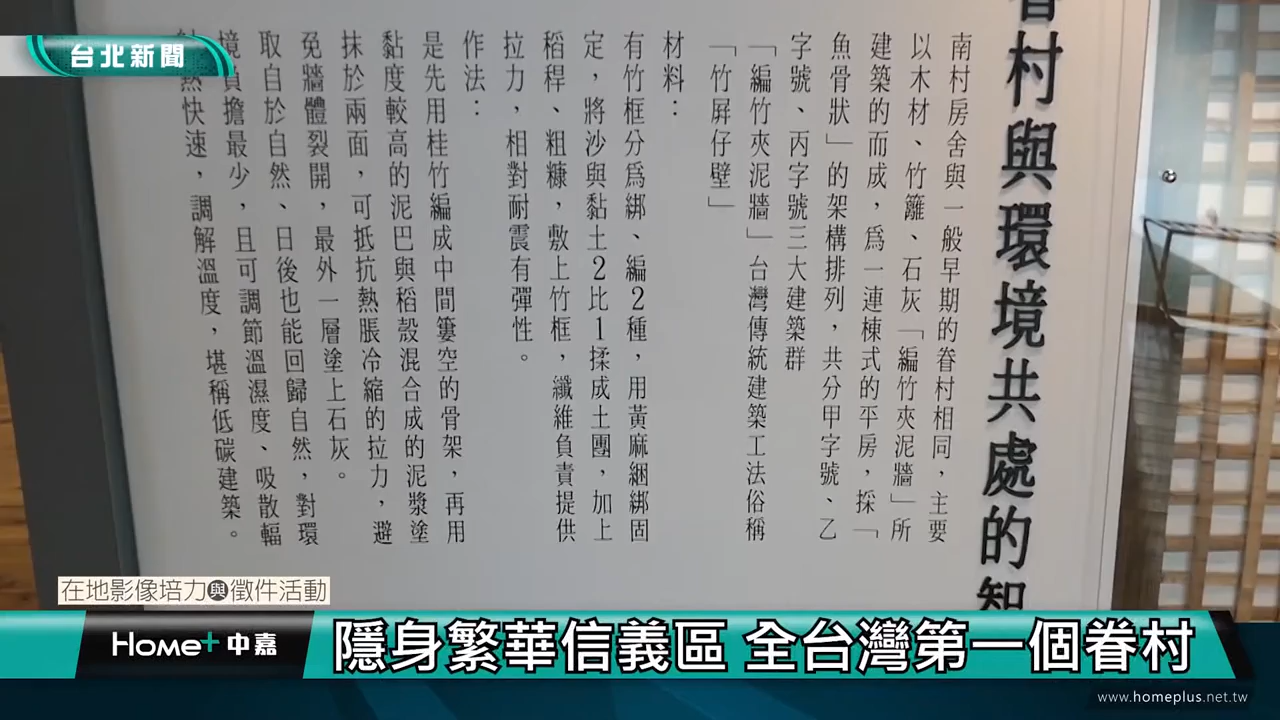 台北新聞
眷村與環境共處的智
南村房舍與一般早期的眷村相同，主要
以木材、竹籬、石灰「編竹夾泥牆」所
建築的而成，為一連棟式的平房，採「
魚骨狀」的架構排列，共分甲字號、乙
字號、丙字號三大建築群
「編竹夾泥牆」台灣傳統建築工法俗稱
「竹屏仔壁」
材料：
有竹框分為綁、編2種，用黃麻綑綁固
定，將沙與黏土2比1揉成土團，加上
稻稈、粗糠，敷上竹框，纖維負責提供
拉力，相對耐震有彈性。
作法：
是先用桂竹編成中間簍空的骨架，再用
黏度較高的泥巴與稻殼混合成的泥漿塗
抹於兩面，可抵抗熱脹冷縮的拉力，避
免牆體裂開，最外一層塗上石灰。
取自於自然、日後也能回歸自然，對環
境負擔最少，且可調節溫濕度、吸散輻
熱快速，調解溫度，堪稱低碳建築。
在地影像培力與徵件活動
Home+中嘉
隱身繁華信義區 全台灣第一個眷村
www.homeplus.net.tw